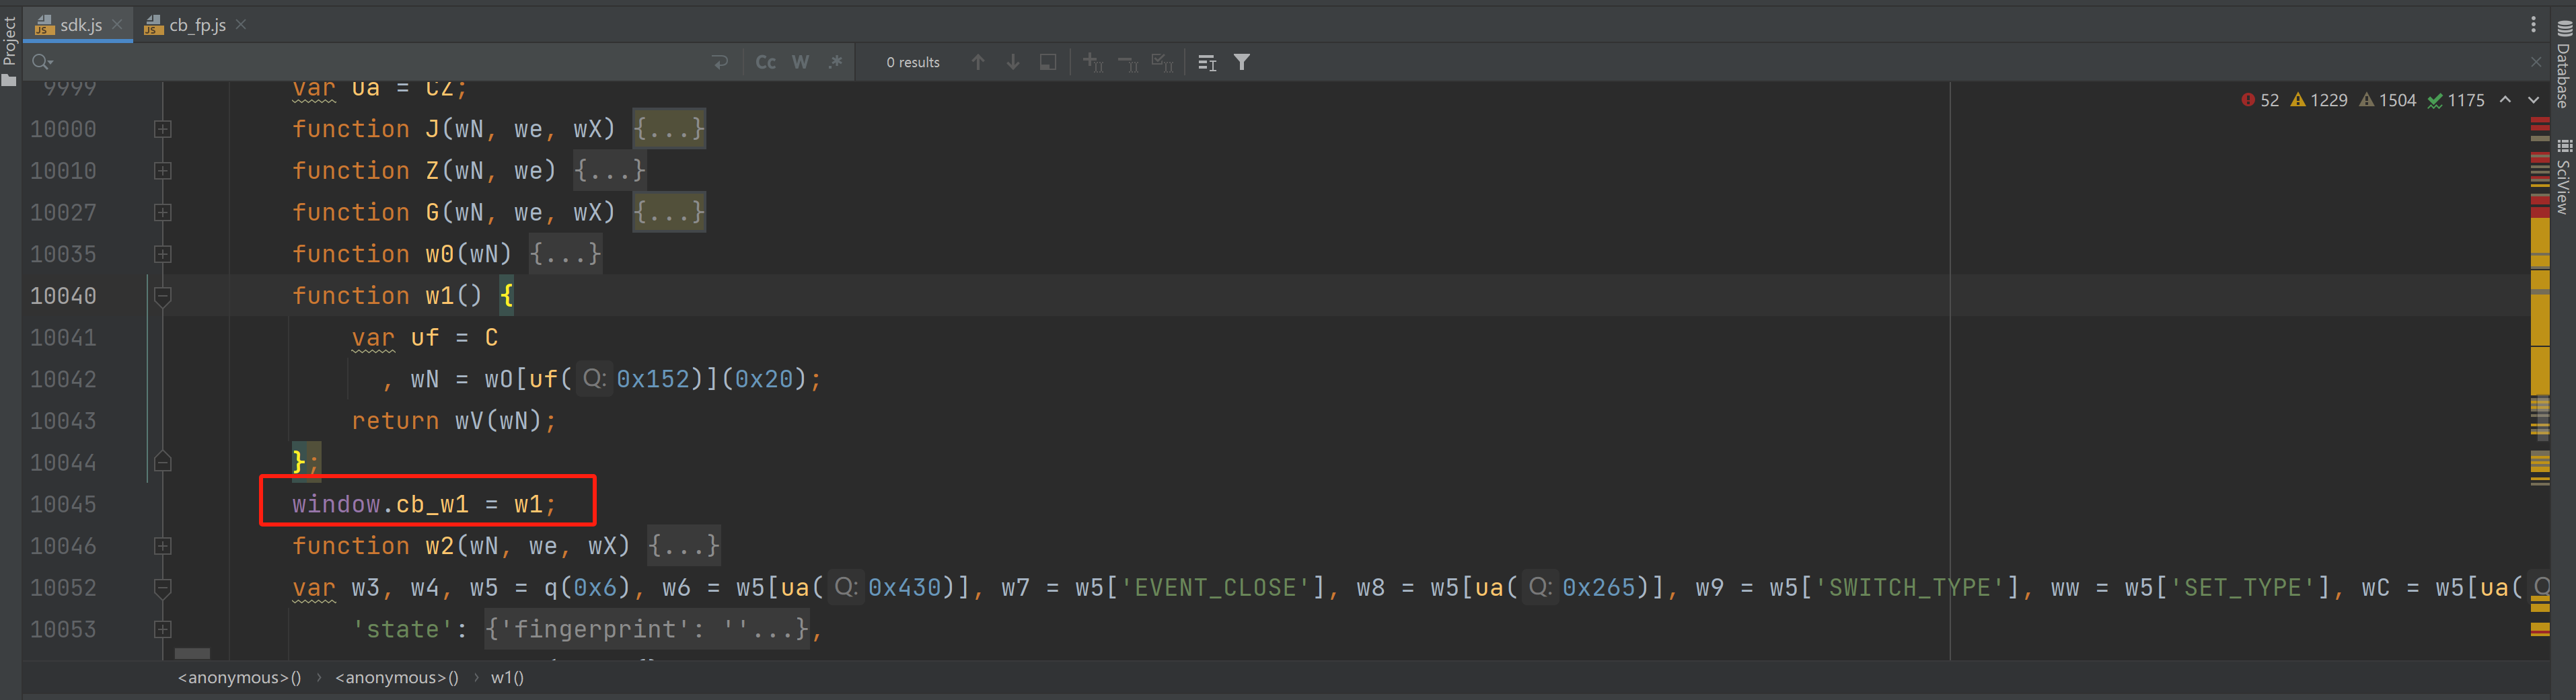 Project
sdk.js
cb_fp.js
Cc W .*
0 results
Database
SciView
52 1229 1504 1175
9999 var ua = CZ;
10000 function J(wN, we, wX) {...}
10010 function Z(wN, we) {...}
10027 function G(wN, we, wX) {...}
10035 function w0(wN) {...}
10040 function w1() {
10041 var uf = C
10042 , wN = wO[uf( Q: 0x152)](0x20);
10043 return wV(wN);
10044 };
10045 window.cb_w1 = w1;
10046 function w2(wN, we, wX) {...}
10052 var w3, w4, w5 = q(0x6), w6 = w5[ua( Q: 0x430)], w7 = w5['EVENT_CLOSE'], w8 = w5[ua( Q: 0x265)], w9 = w5['SWITCH_TYPE'], ww = w5['SET_TYPE'], wC = w5[ua(
10053 'state': {'fingerprint': ''...},
<anonymous>() › <anonymous>() › w1()